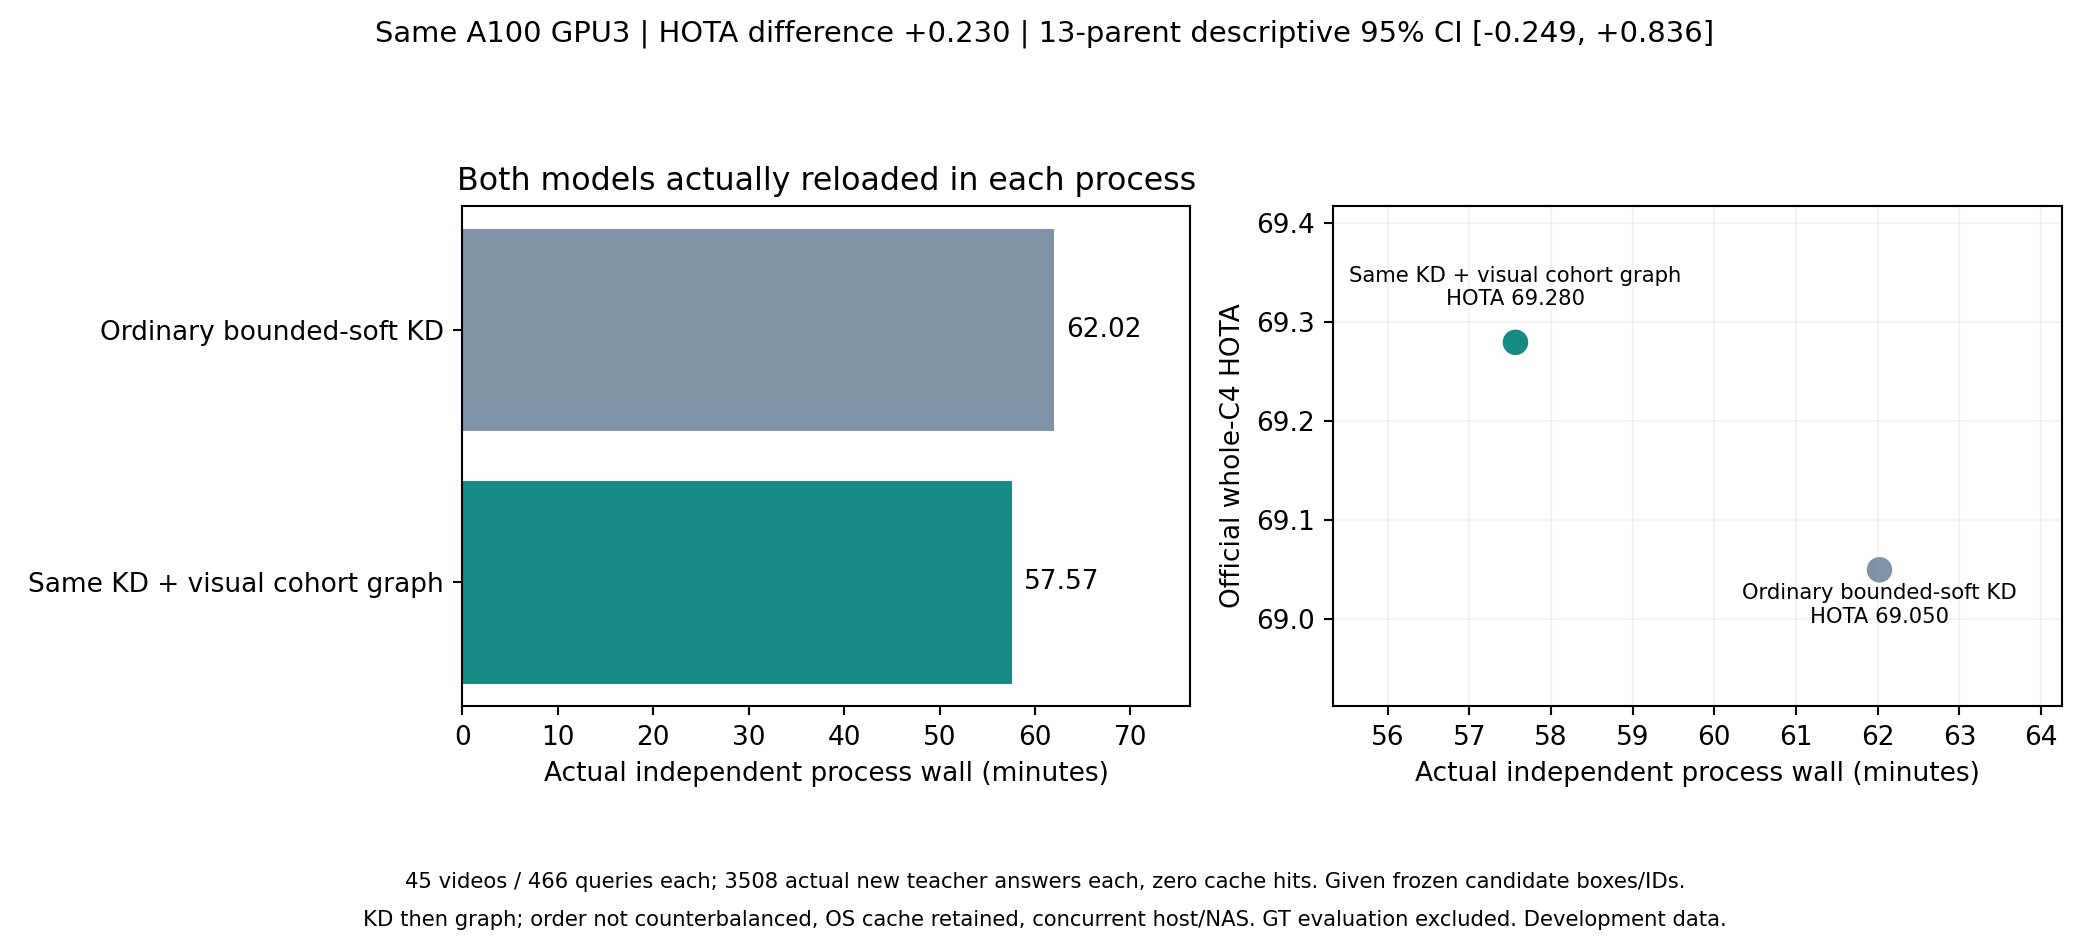 Same A100 GPU3 | HOTA difference +0.230 | 13-parent descriptive 95% CI [-0.249, +0.836]
Both models actually reloaded in each process
Ordinary bounded-soft KD
62.02
Same KD + visual cohort graph
57.57
0 10 20 30 40 50 60 70
Actual independent process wall (minutes)
Official whole-C4 HOTA
69.4
69.3
69.2
69.1
69.0
Same KD + visual cohort graph
HOTA 69.280
Ordinary bounded-soft KD
HOTA 69.050
56 57 58 59 60 61 62 63 64
Actual independent process wall (minutes)
45 videos / 466 queries each; 3508 actual new teacher answers each, zero cache hits. Given frozen candidate boxes/IDs.
KD then graph; order not counterbalanced, OS cache retained, concurrent host/NAS. GT evaluation excluded. Development data.